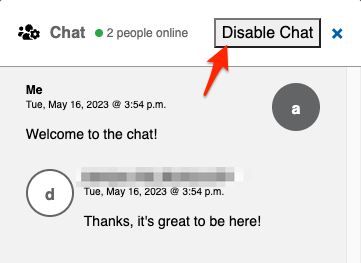 Chat
2 people online
Disable Chat
Me
Tue, May 16, 2023 @ 3:54 p.m.
a
Welcome to the chat!
d
Tue, May 16, 2023 @ 3:54 p.m.
Thanks, it's great to be here!